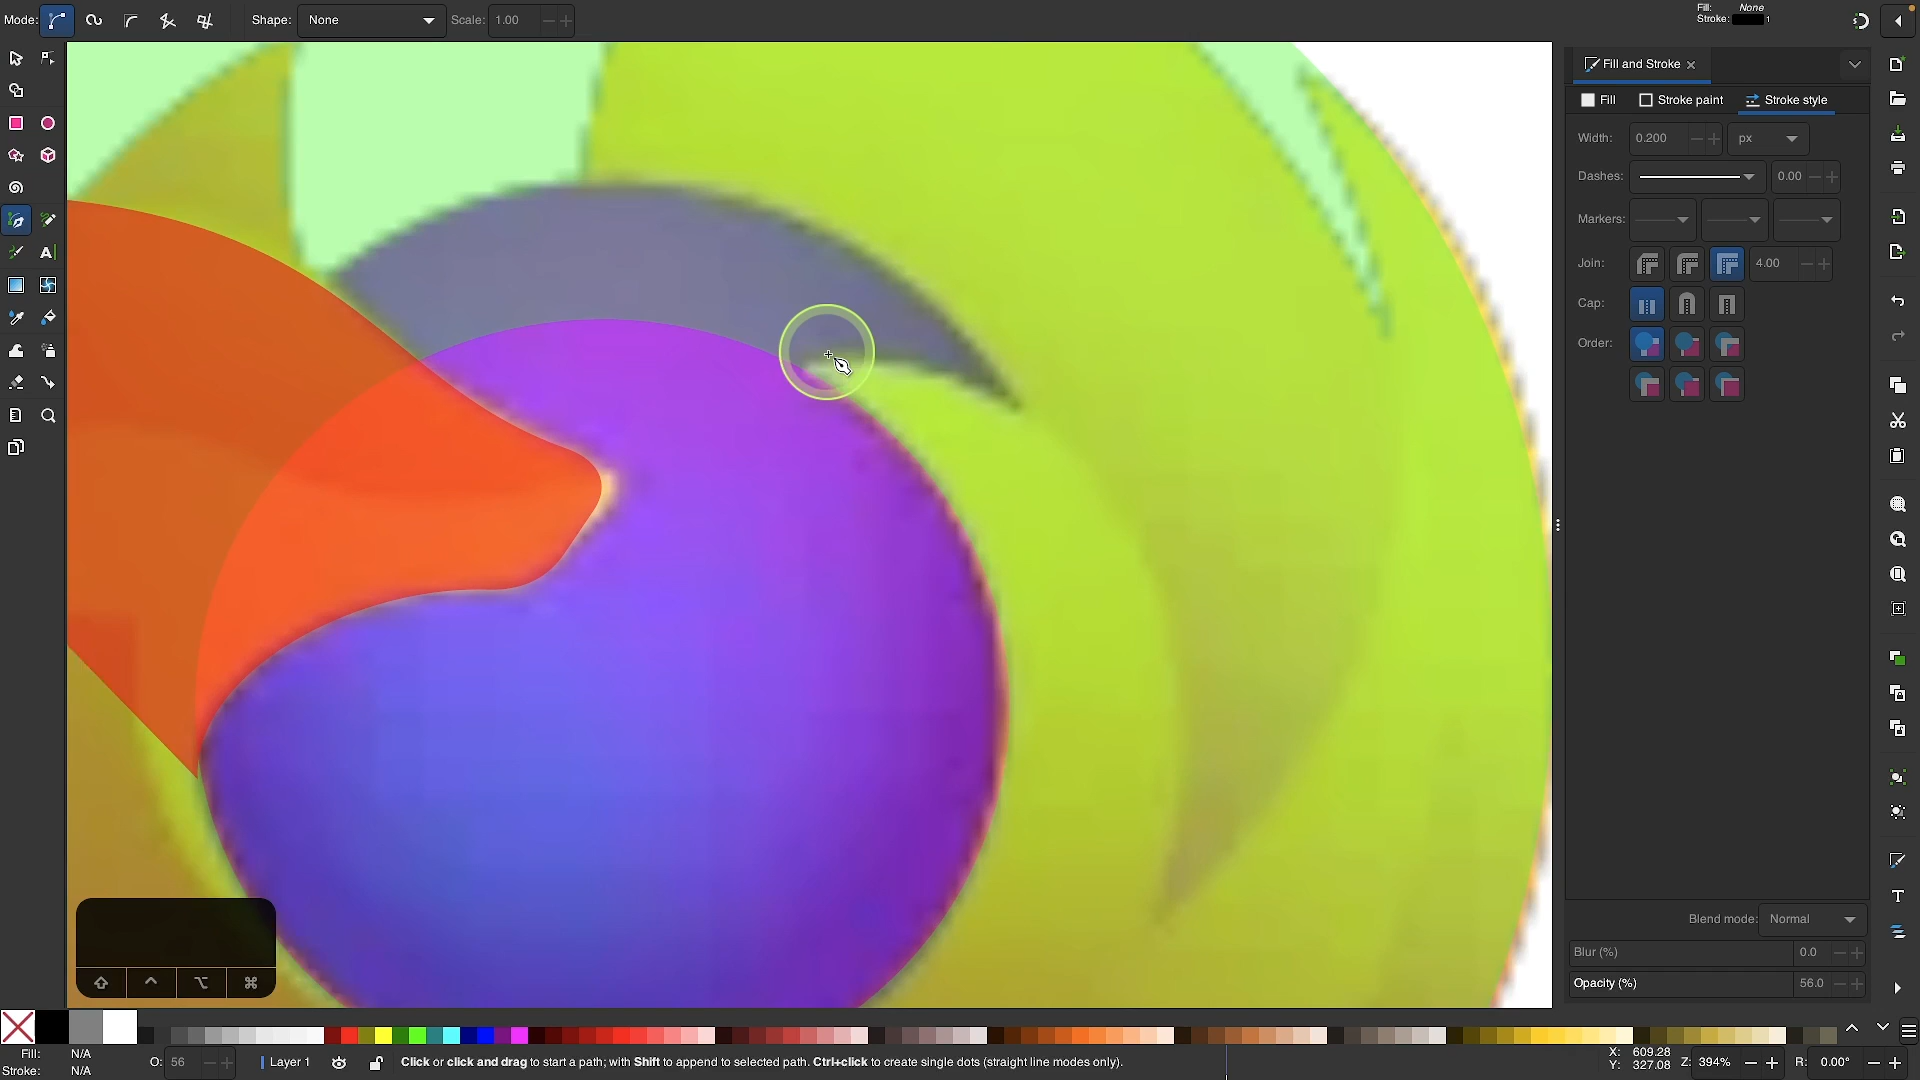 Mode:
Shape: None
Scale: 1.00
Fill: None
Stroke: 1
Fill and Stroke
Fill Stroke paint Stroke style
Width: 0.200 px
Dashes: 0.00
Markers:
Join: 4.00
Cap:
Order:
Blend mode: Normal
Blur (%) 0.0
Opacity (%) 56.0
Fill: N/A
Stroke: N/A
O: 56
Layer 1
Click or click and drag to start a path; with Shift to append to selected path. Ctrl+click to create single dots (straight line modes only).
X: 609.28
Y: 327.08
Z: 394%
R: 0.00°